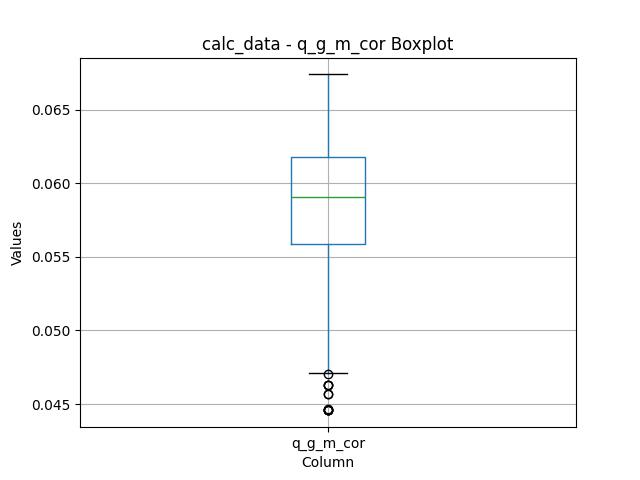 calc_data - q_g_m_cor Boxplot
0.065
0.060
0.055
0.050
0.045
Values
q_g_m_cor
Column